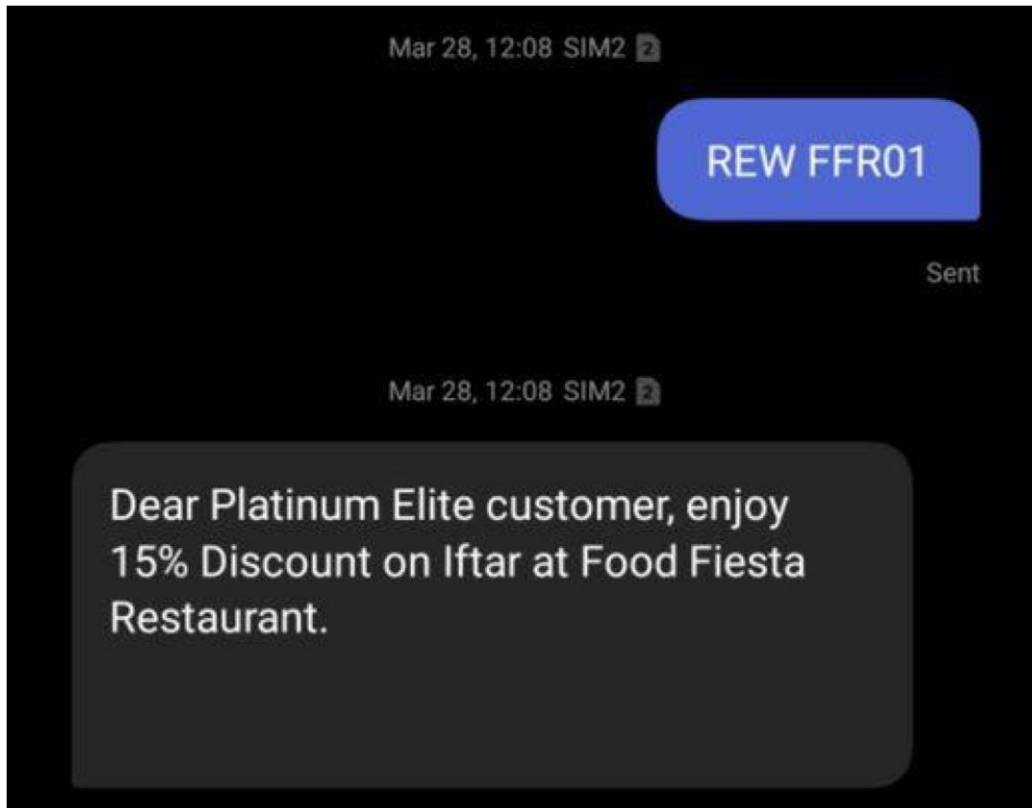 Mar 28, 12:08 SIM2 2
REW FFR01
Sent
Mar 28, 12:08 SIM2 2
Dear Platinum Elite customer, enjoy
15% Discount on Iftar at Food Fiesta
Restaurant.